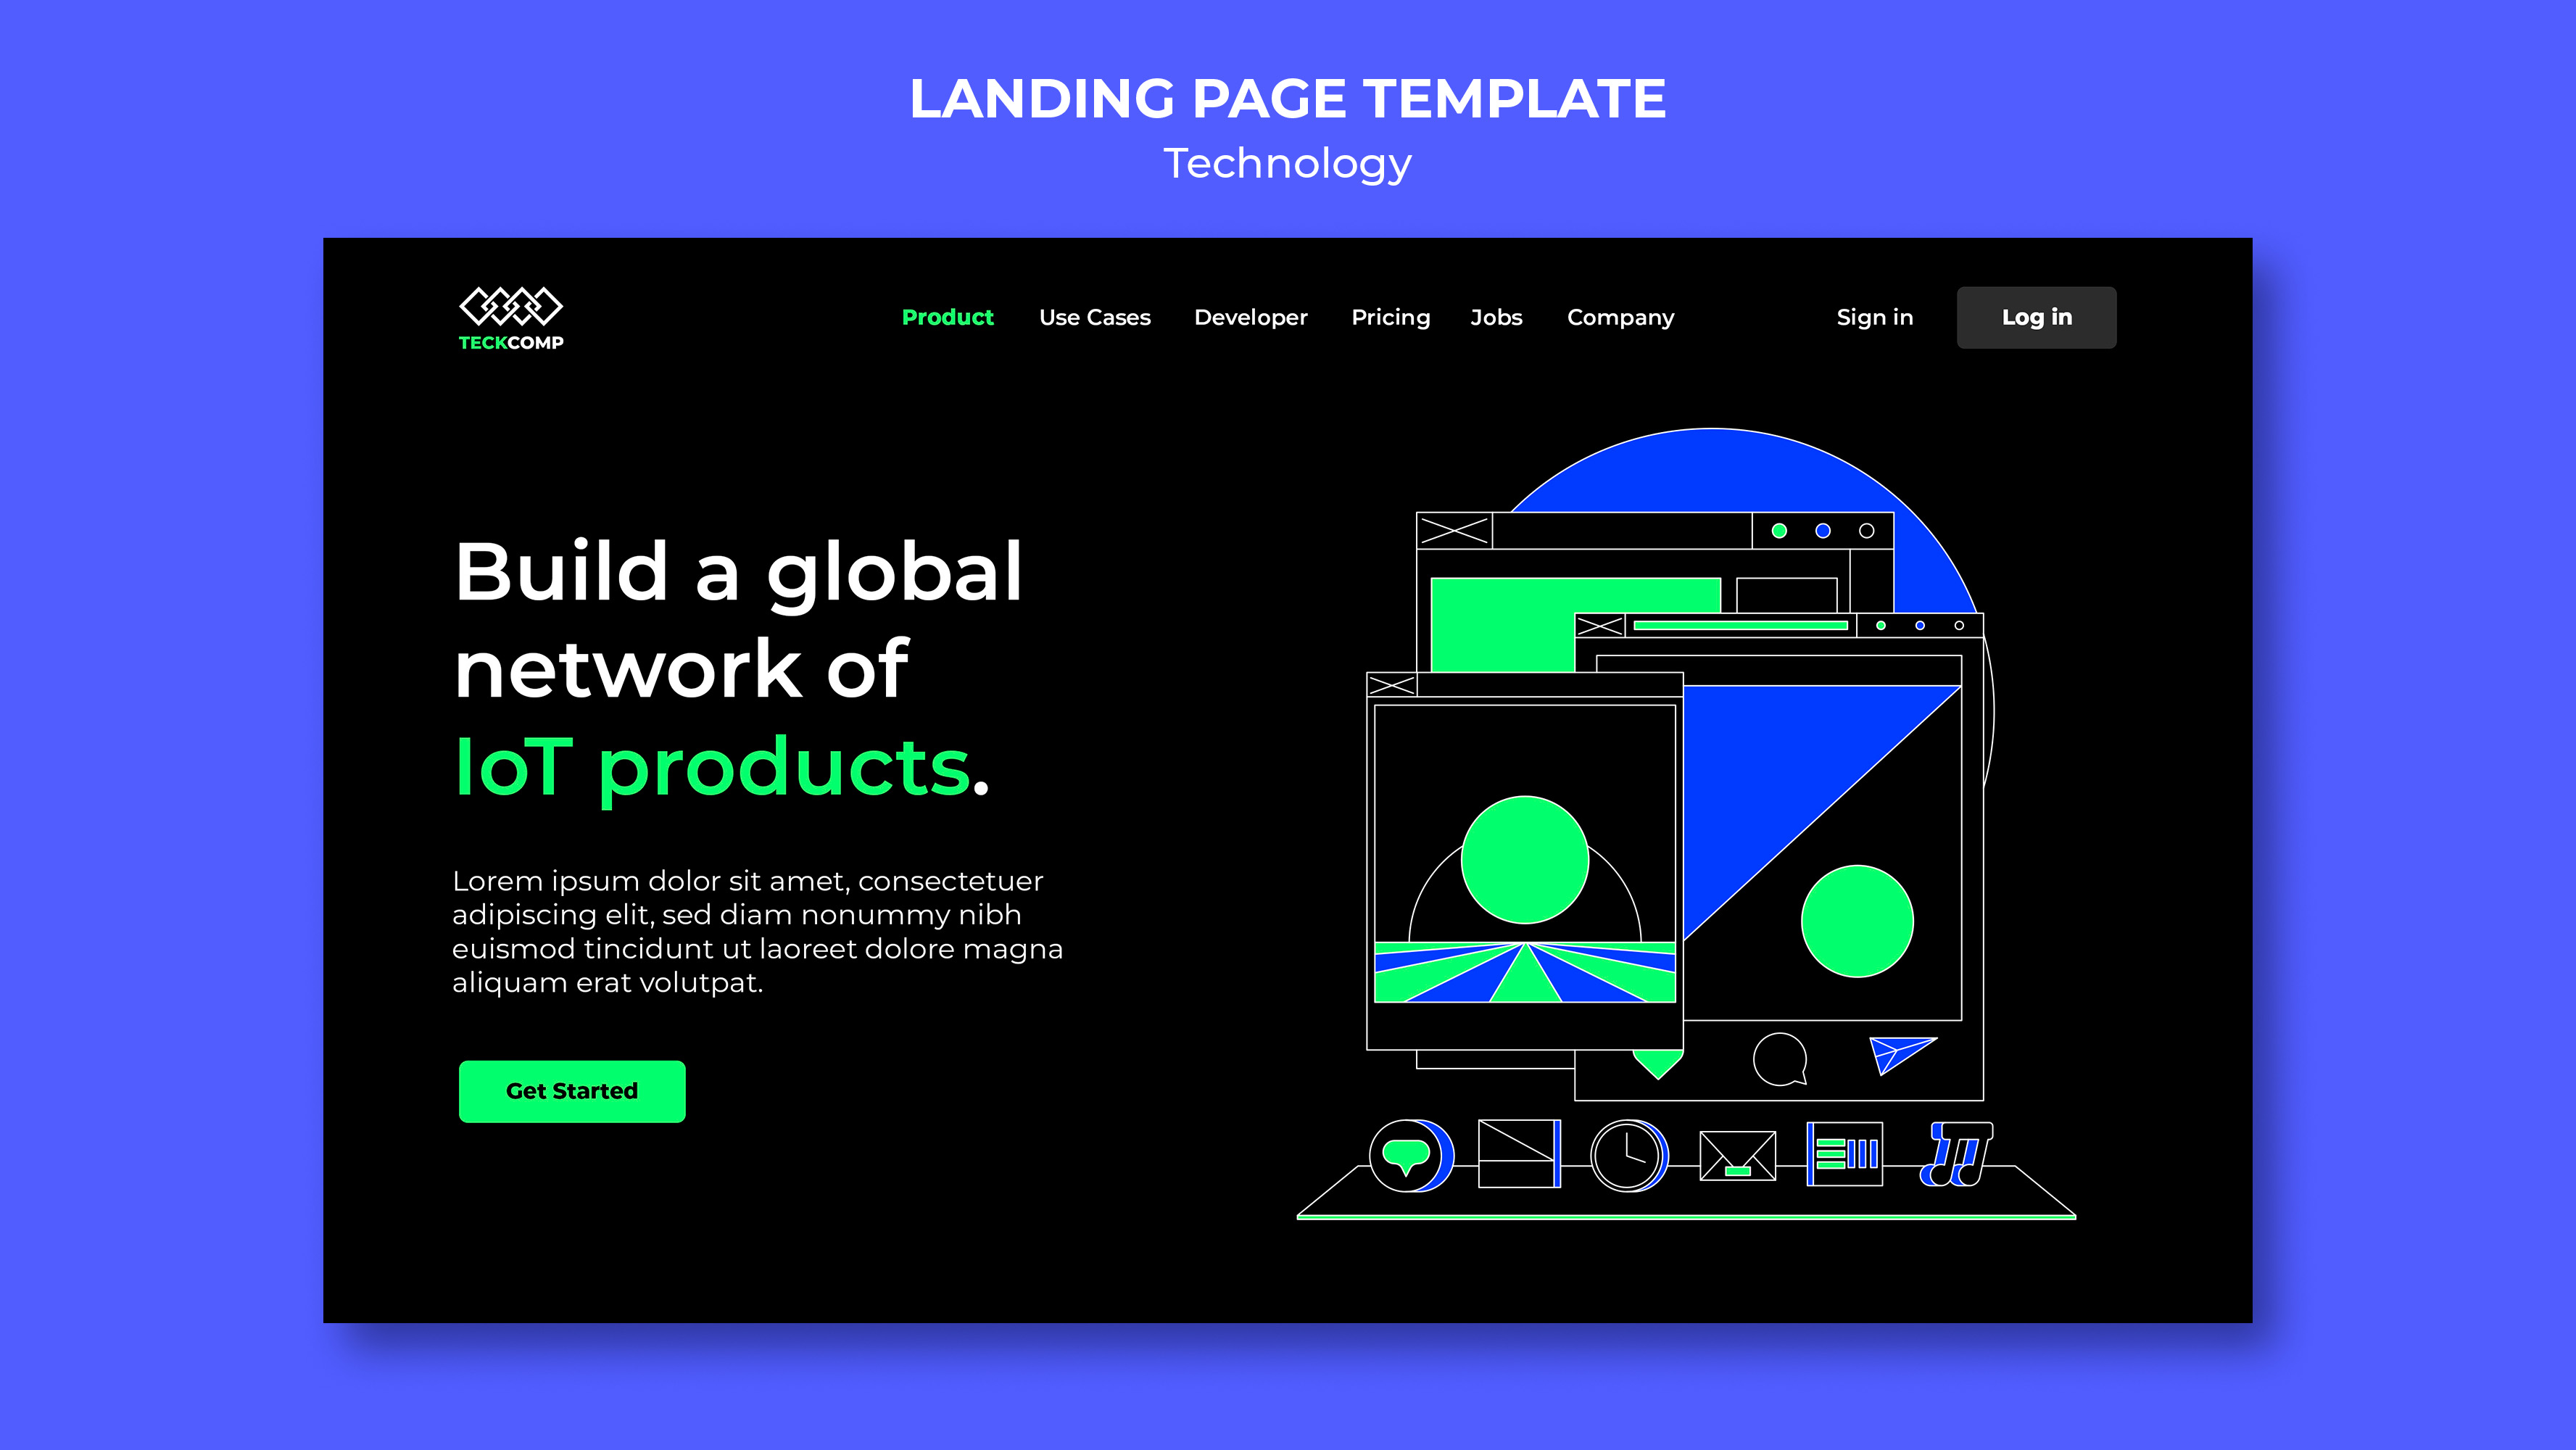 LANDING PAGE TEMPLATE
Technology
TECKCOMP
Product Use Cases Developer Pricing Jobs Company Sign in Log in
Build a global
network of
IoT products.
Lorem ipsum dolor sit amet, consectetuer
adipiscing elit, sed diam nonummy nibh
euismod tincidunt ut laoreet dolore magna
aliquam erat volutpat.
Get Started